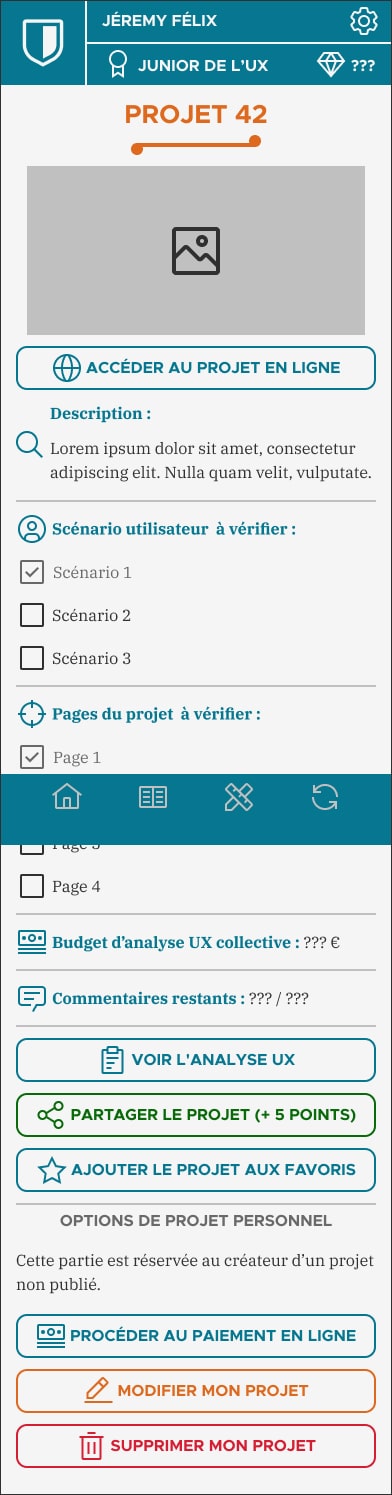 JÉREMY FÉLIX
JUNIOR DE L'UX
???
PROJET 42
ACCÉDER AU PROJET EN LIGNE
Description :
Lorem ipsum dolor sit amet, consectetur
adipiscing elit. Nulla quam velit, vulputate.
Scénario utilisateur à vérifier :
Scénario 1
Scénario 2
Scénario 3
Pages du projet à vérifier :
Page 1
Page 4
Budget d'analyse UX collective : ??? €
Commentaires restants : ??? / ???
VOIR L'ANALYSE UX
PARTAGER LE PROJET (+ 5 POINTS)
AJOUTER LE PROJET AUX FAVORIS
OPTIONS DE PROJET PERSONNEL
Cette partie est réservée au créateur d'un projet
non publié.
PROCÉDER AU PAIEMENT EN LIGNE
MODIFIER MON PROJET
SUPPRIMER MON PROJET